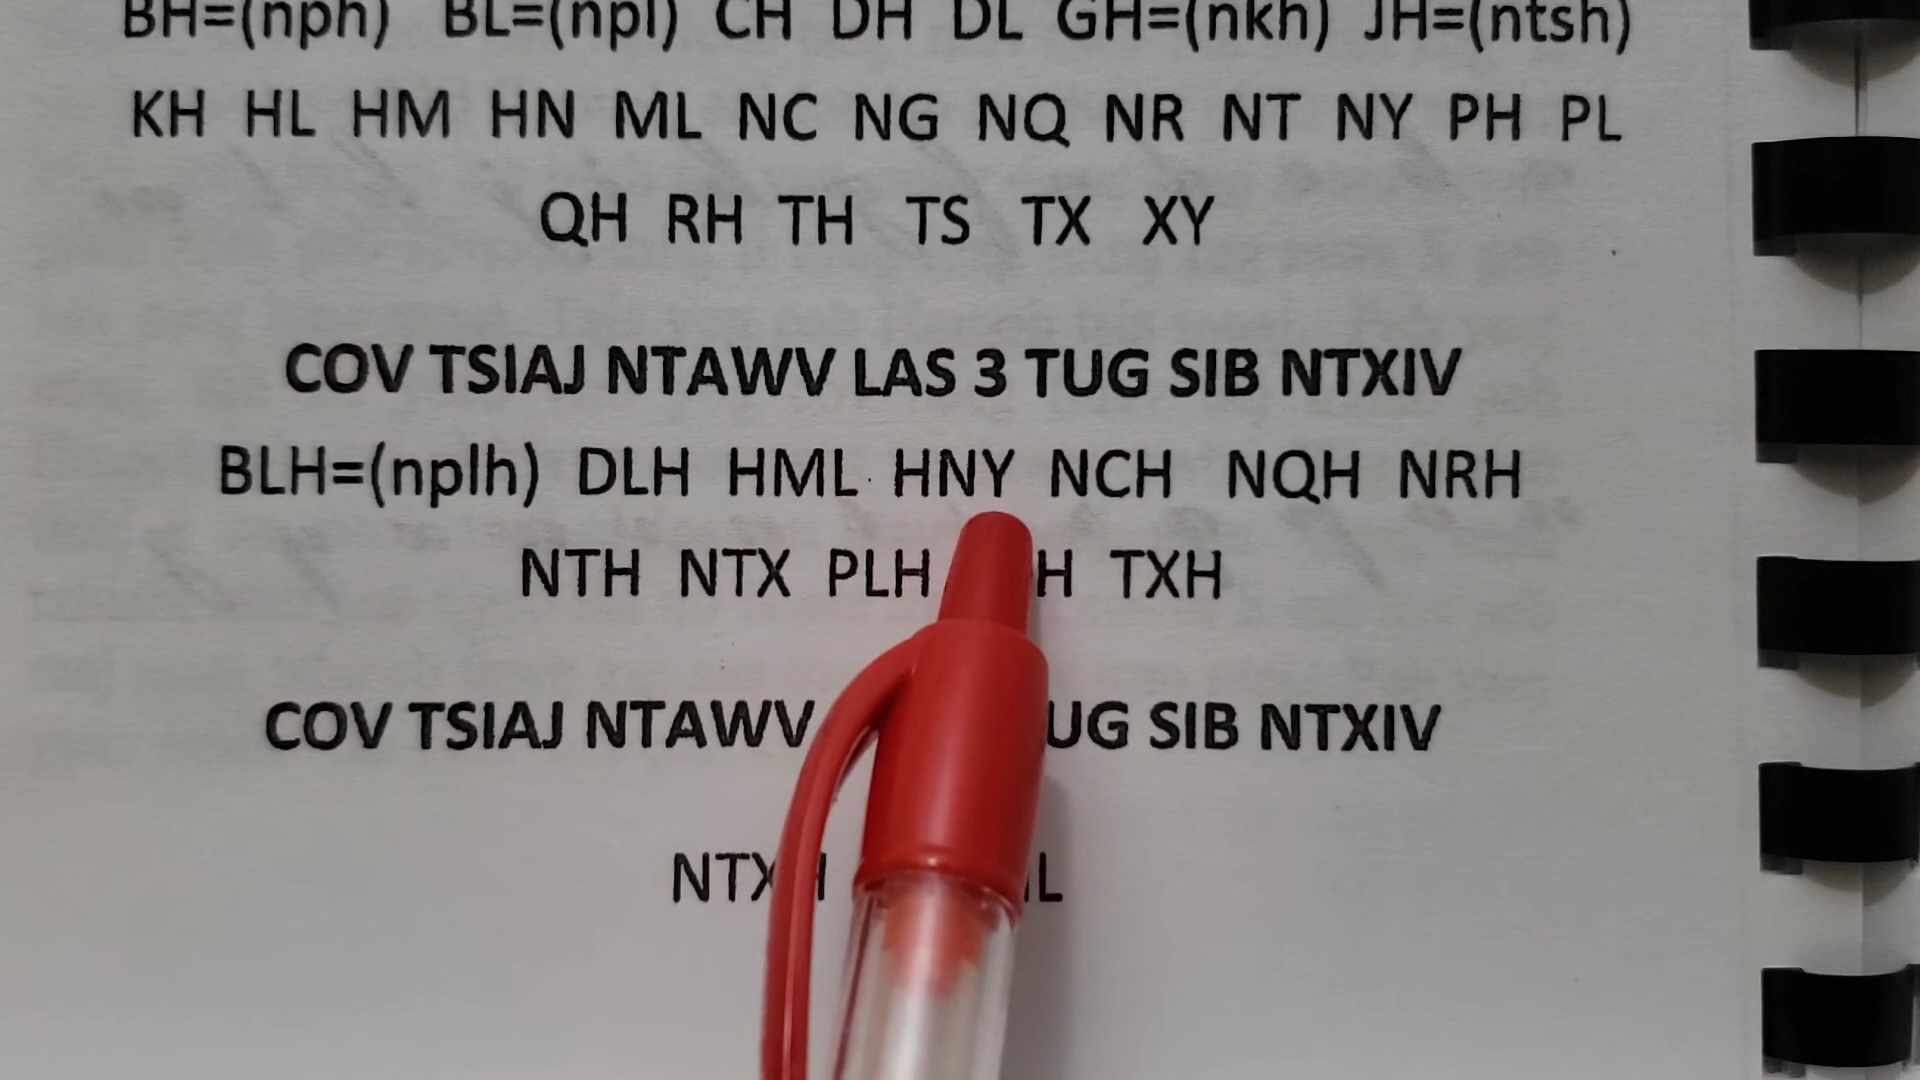 BH=(nph) BL=(npl) CH DH DL GH=(nkh) JH=(ntsh)
KH HL HM HN ML NC NG NQ NR NT NY PH PL
QH RH TH TS TX XY
COV TSIAJ NTAWV LAS 3 TUG SIB NTXIV
BLH=(nplh) DLH HML HNY NCH NQH NRH
NTH NTX PLH TXH
COV TSIAJ NTAWV SIB NTXIV